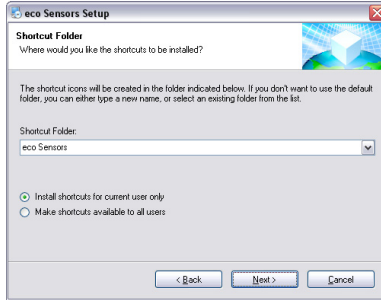 eco Sensors Setup
Shortcut Folder
Where would you like the shortcuts to be installed?
The shortcut icons will be created in the folder indicated below. If you don't want to use the default
folder, you can either type a new name, or select an existing folder from the list.
Shortcut Folder:
eco Sensors
Install shortcuts for current user only
Make shortcuts available to all users
< Back
Next >
Cancel